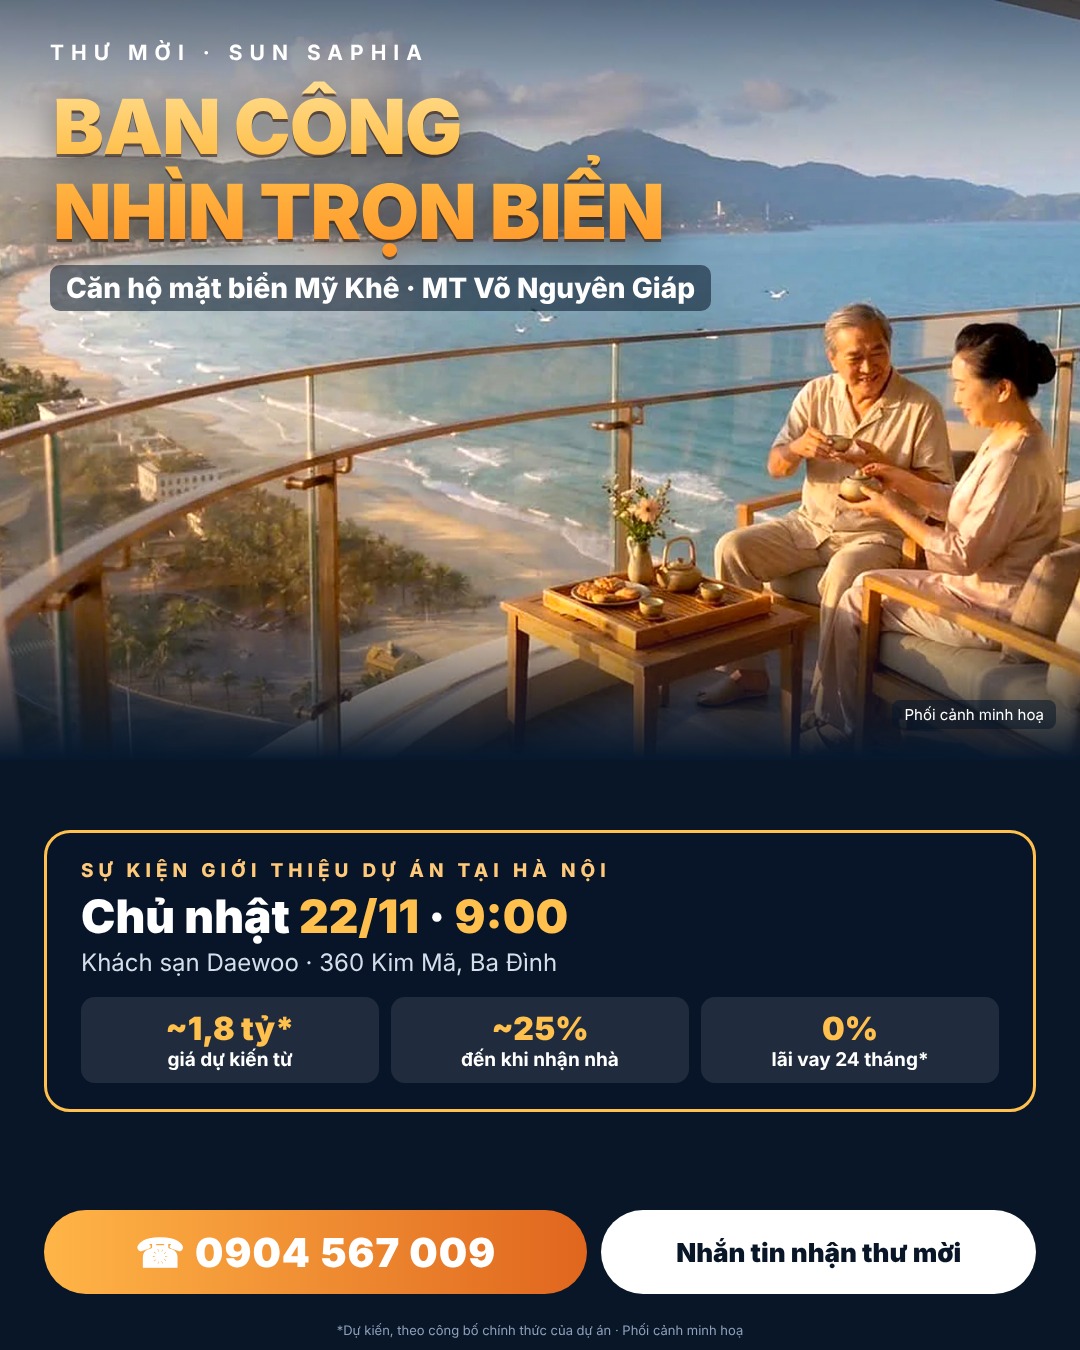 THƯ MỜI · SUN SAPHIA
BAN CÔNG
NHÌN TRỌN BIỂN
Căn hộ mặt biển Mỹ Khê · MT Võ Nguyên Giáp
Phối cảnh minh hoạ
SỰ KIỆN GIỚI THIỆU DỰ ÁN TẠI HÀ NỘI
Chủ nhật 22/11 · 9:00
Khách sạn Daewoo · 360 Kim Mã, Ba Đình
~1,8 tỷ* ~25% 0%
giá dự kiến từ đến khi nhận nhà lãi vay 24 tháng*
☎ 0904 567 009 Nhắn tin nhận thư mời
*Dự kiến, theo công bố chính thức của dự án · Phối cảnh minh hoạ